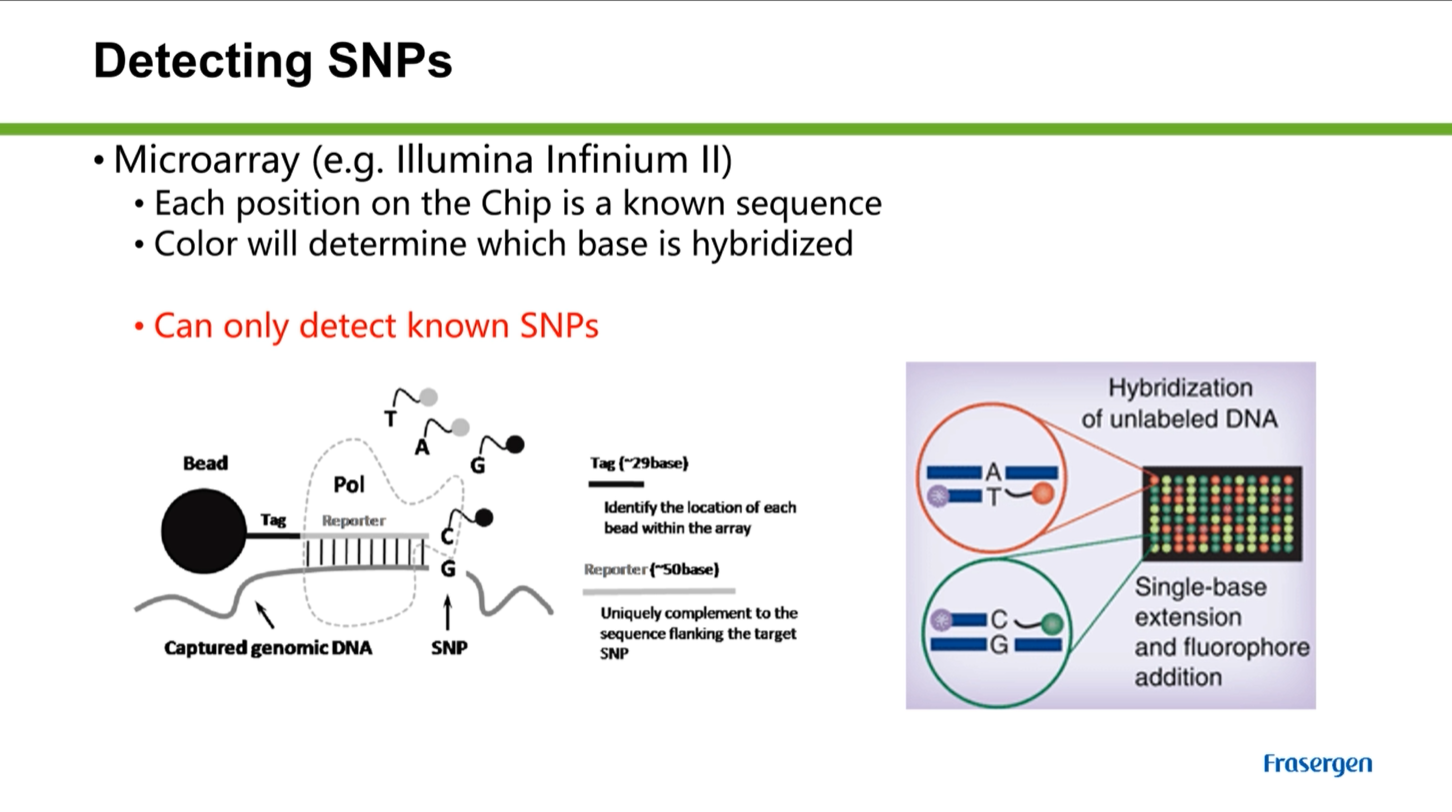 Detecting SNPs
• Microarray (e.g. Illumina Infinium II)
• Each position on the Chip is a known sequence
• Color will determine which base is hybridized
• Can only detect known SNPs
T
A
G
Bead
Pol
Tag
Reporter
C
G
Captured genomic DNA
SNP
Tag (~29base)
Identify the location of each
bead within the array
Reporter (~50base)
Uniquely complement to the
sequence flanking the target
SNP
Hybridization
of unlabeled DNA
A
T
C
G
Single-base
extension
and fluorophore
addition
Frasergen